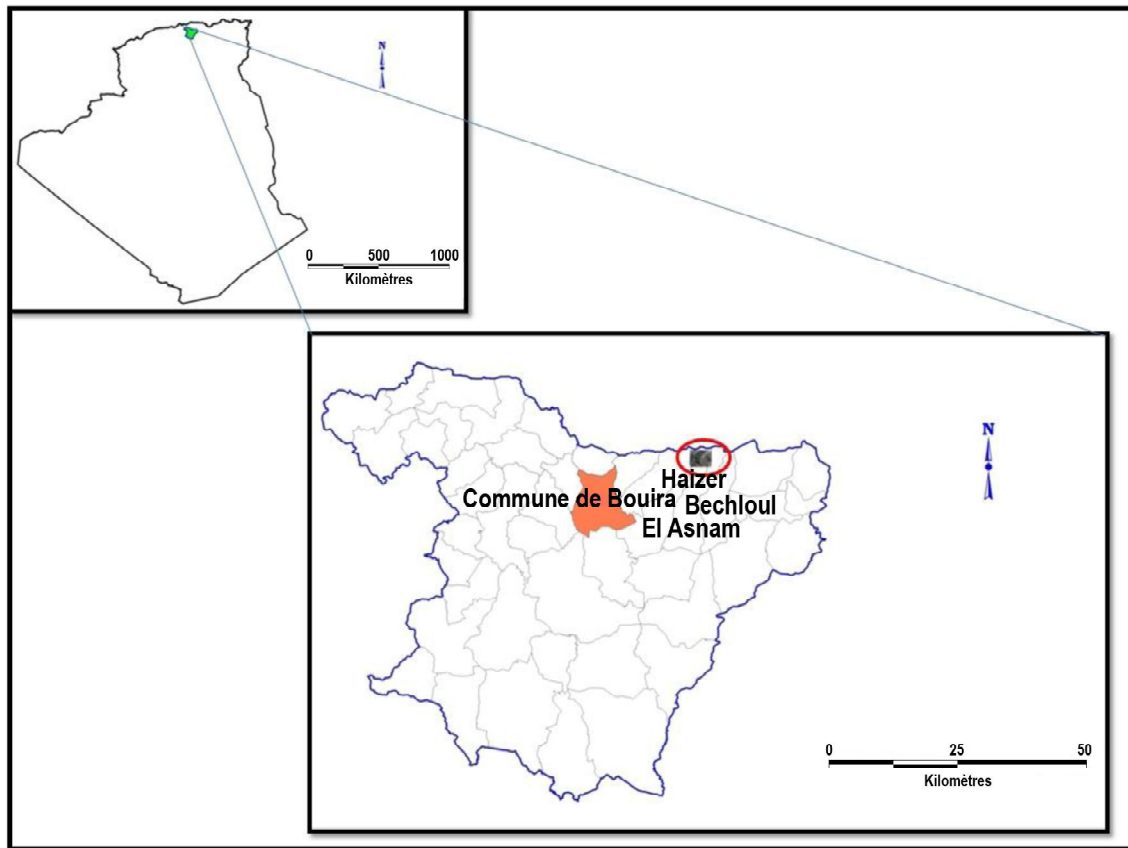 N
0 500 1000
Kilomètres
N
Haizer
Commune de Bouira
Bechloul
El Asnam
0 25 50
Kilomètres